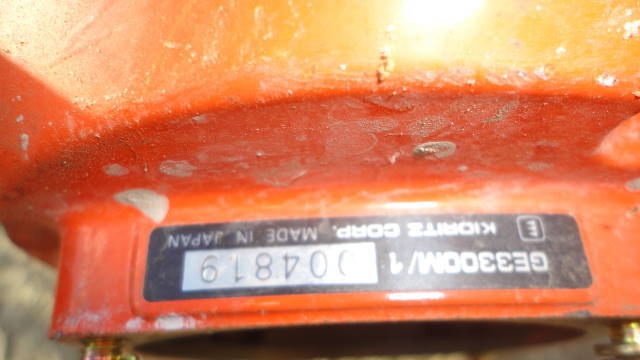 E KIORITZ CORP. MADE IN JAPAN
GE3300M/1 004819